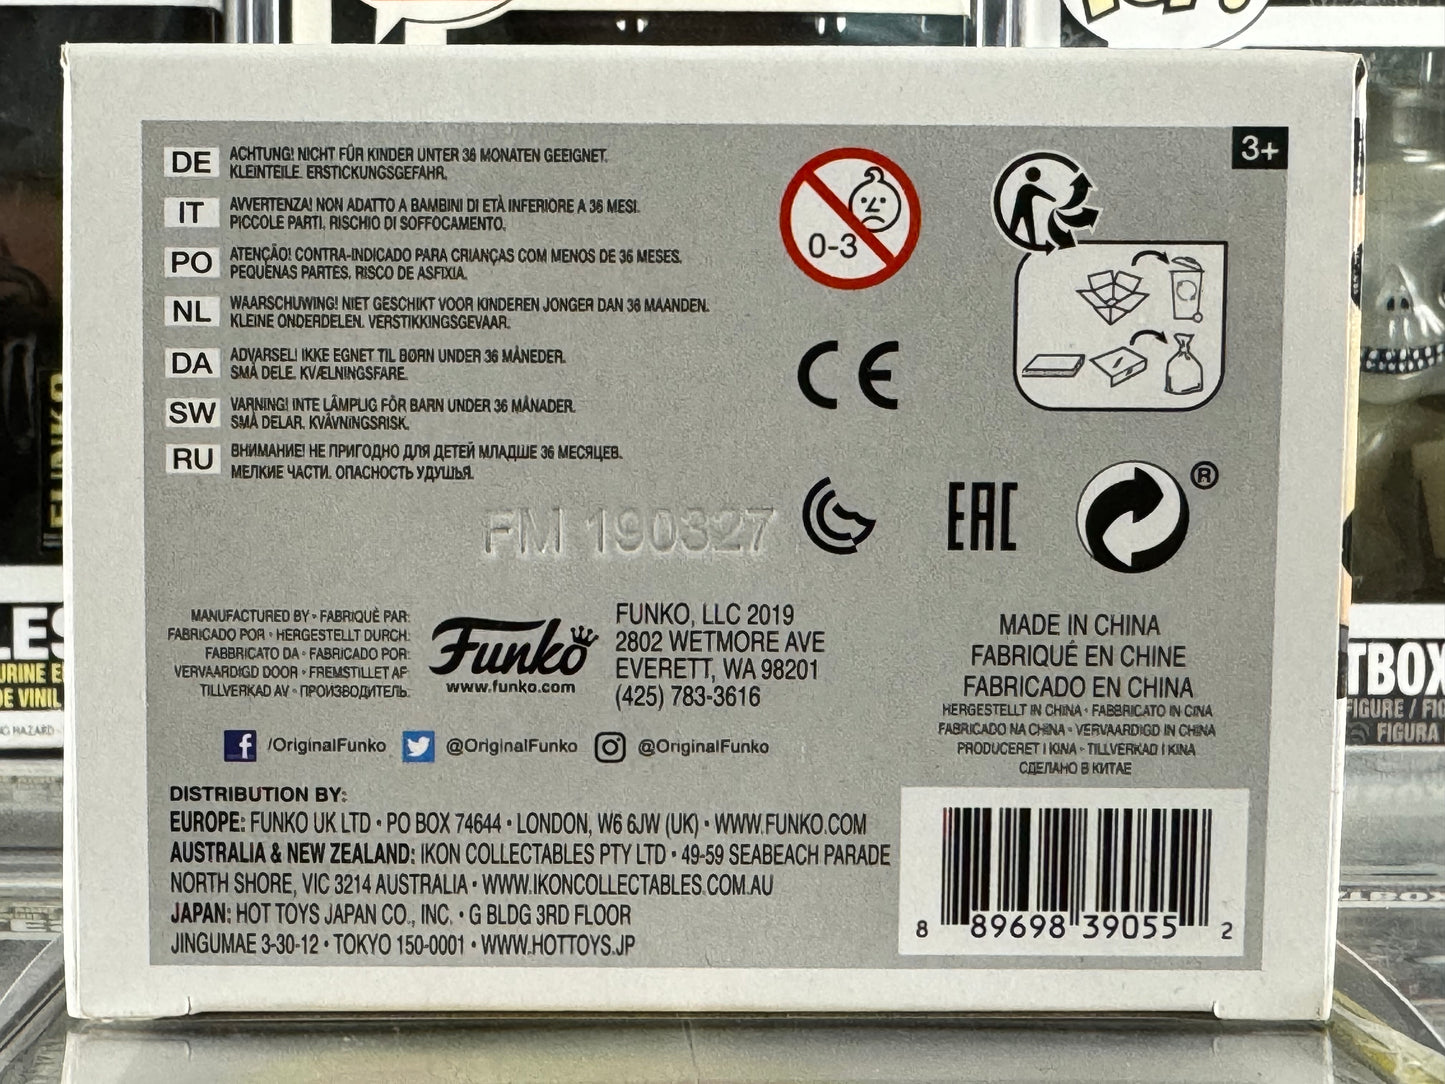 3+
DE ACHTUNG! NICHT FÜR KINDER UNTER 36 MONATEN GEEIGNET.
KLEINTEILE. ERSTICKUNGSGEFAHR.
IT AVVERTENZA! NON ADATTO A BAMBINI DI ETÀ INFERIORE A 36 MESI.
PICCOLE PARTI. RISCHIO DI SOFFOCAMENTO.
PO ATENÇÃO! CONTRA-INDICADO PARA CRIANÇAS COM MENOS DE 36 MESES.
PEQUENAS PARTES. RISCO DE ASFIXIA.
NL WAARSCHUWING! NIET GESCHIKT VOOR KINDEREN JONGER DAN 36 MAANDEN.
KLEINE ONDERDELEN. VERSTIKKINGSGEVAAR.
DA ADVARSEL! IKKE EGNET TIL BØRN UNDER 36 MÅNEDER.
SMÅ DELE. KVÆLNINGSFARE.
SW VARNING! INTE LÄMPLIG FÖR BARN UNDER 36 MÅNADER.
SMÅ DELAR. KVÄVNINGSRISK.
RU ВНИМАНИЕ! НЕ ПРИГОДНО ДЛЯ ДЕТЕЙ МЛАДШЕ 36 МЕСЯЦЕВ.
МЕЛКИЕ ЧАСТИ. ОПАСНОСТЬ УДУШЬЯ.
0-3
CE
FM 190327
EAC
®
MANUFACTURED BY • FABRIQUÉ PAR:
FABRICADO POR • HERGESTELLT DURCH:
FABBRICATO DA • FABRICADO POR:
VERVAARDIGD DOOR • FREMSTILLET AF:
TILLVERKAD AV • ПРОИЗВОДИТЕЛЬ:
Funko
www.funko.com
FUNKO, LLC 2019
2802 WETMORE AVE
EVERETT, WA 98201
(425) 783-3616
MADE IN CHINA
FABRIQUÉ EN CHINE
FABRICADO EN CHINA
HERGESTELLT IN CHINA • FABBRICATO IN CINA
FABRICADO NA CHINA • VERVAARDIGD IN CHINA
PRODUCERET I KINA • TILLVERKAD I KINA
СДЕЛАНО В КИТАЕ
/OriginalFunko @OriginalFunko @OriginalFunko
DISTRIBUTION BY:
EUROPE: FUNKO UK LTD • PO BOX 74644 • LONDON, W6 6JW (UK) • WWW.FUNKO.COM
AUSTRALIA & NEW ZEALAND: IKON COLLECTABLES PTY LTD • 49-59 SEABEACH PARADE
NORTH SHORE, VIC 3214 AUSTRALIA • WWW.IKONCOLLECTABLES.COM.AU
JAPAN: HOT TOYS JAPAN CO., INC. • G BLDG 3RD FLOOR
JINGUMAE 3-30-12 • TOKYO 150-0001 • WWW.HOTTOYS.JP
8 89698 39055 2
FUNKO
DE VINIL
HAZARD
TBOX
FIGURE /
FIGURA